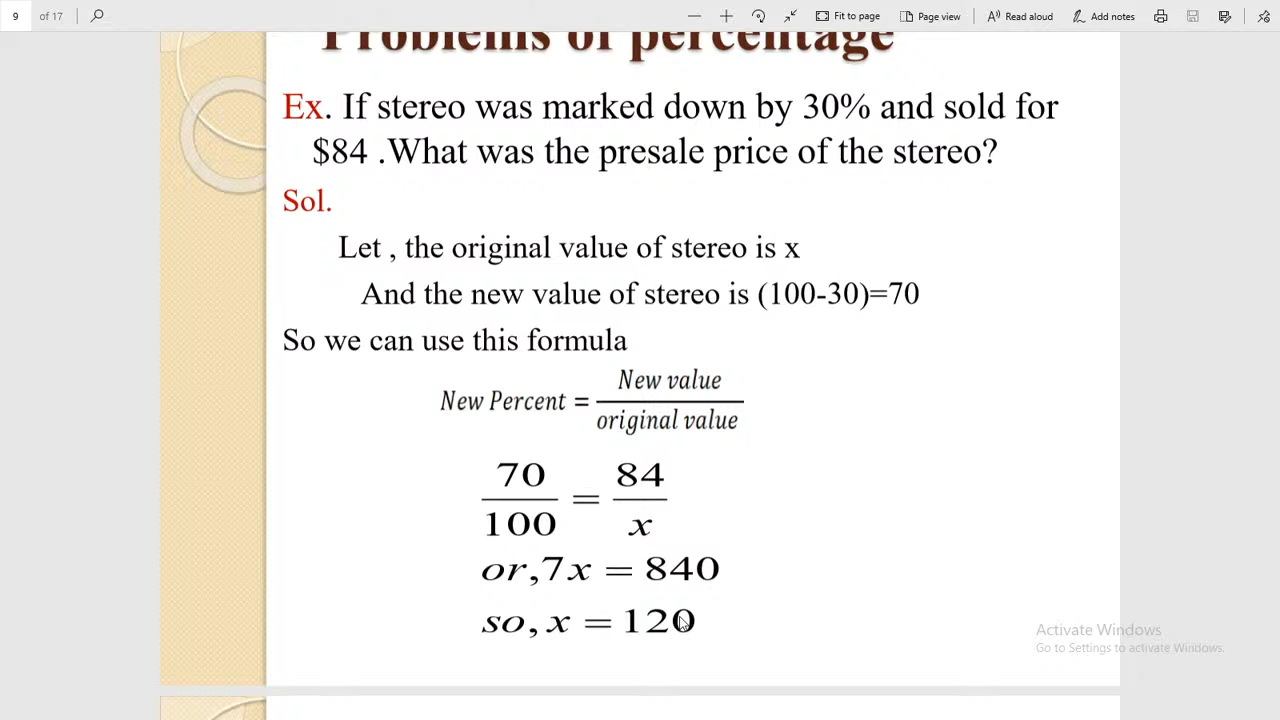 9 of 17 Fit to page Page view Read aloud Add notes
Problems of percentage
Ex. If stereo was marked down by 30% and sold for
$84 .What was the presale price of the stereo?
Sol.
Let , the original value of stereo is x
And the new value of stereo is (100-30)=70
So we can use this formula
New Percent = New value / original value
70/100 = 84/x
or,7x = 840
so,x = 120
Activate Windows
Go to Settings to activate Windows.